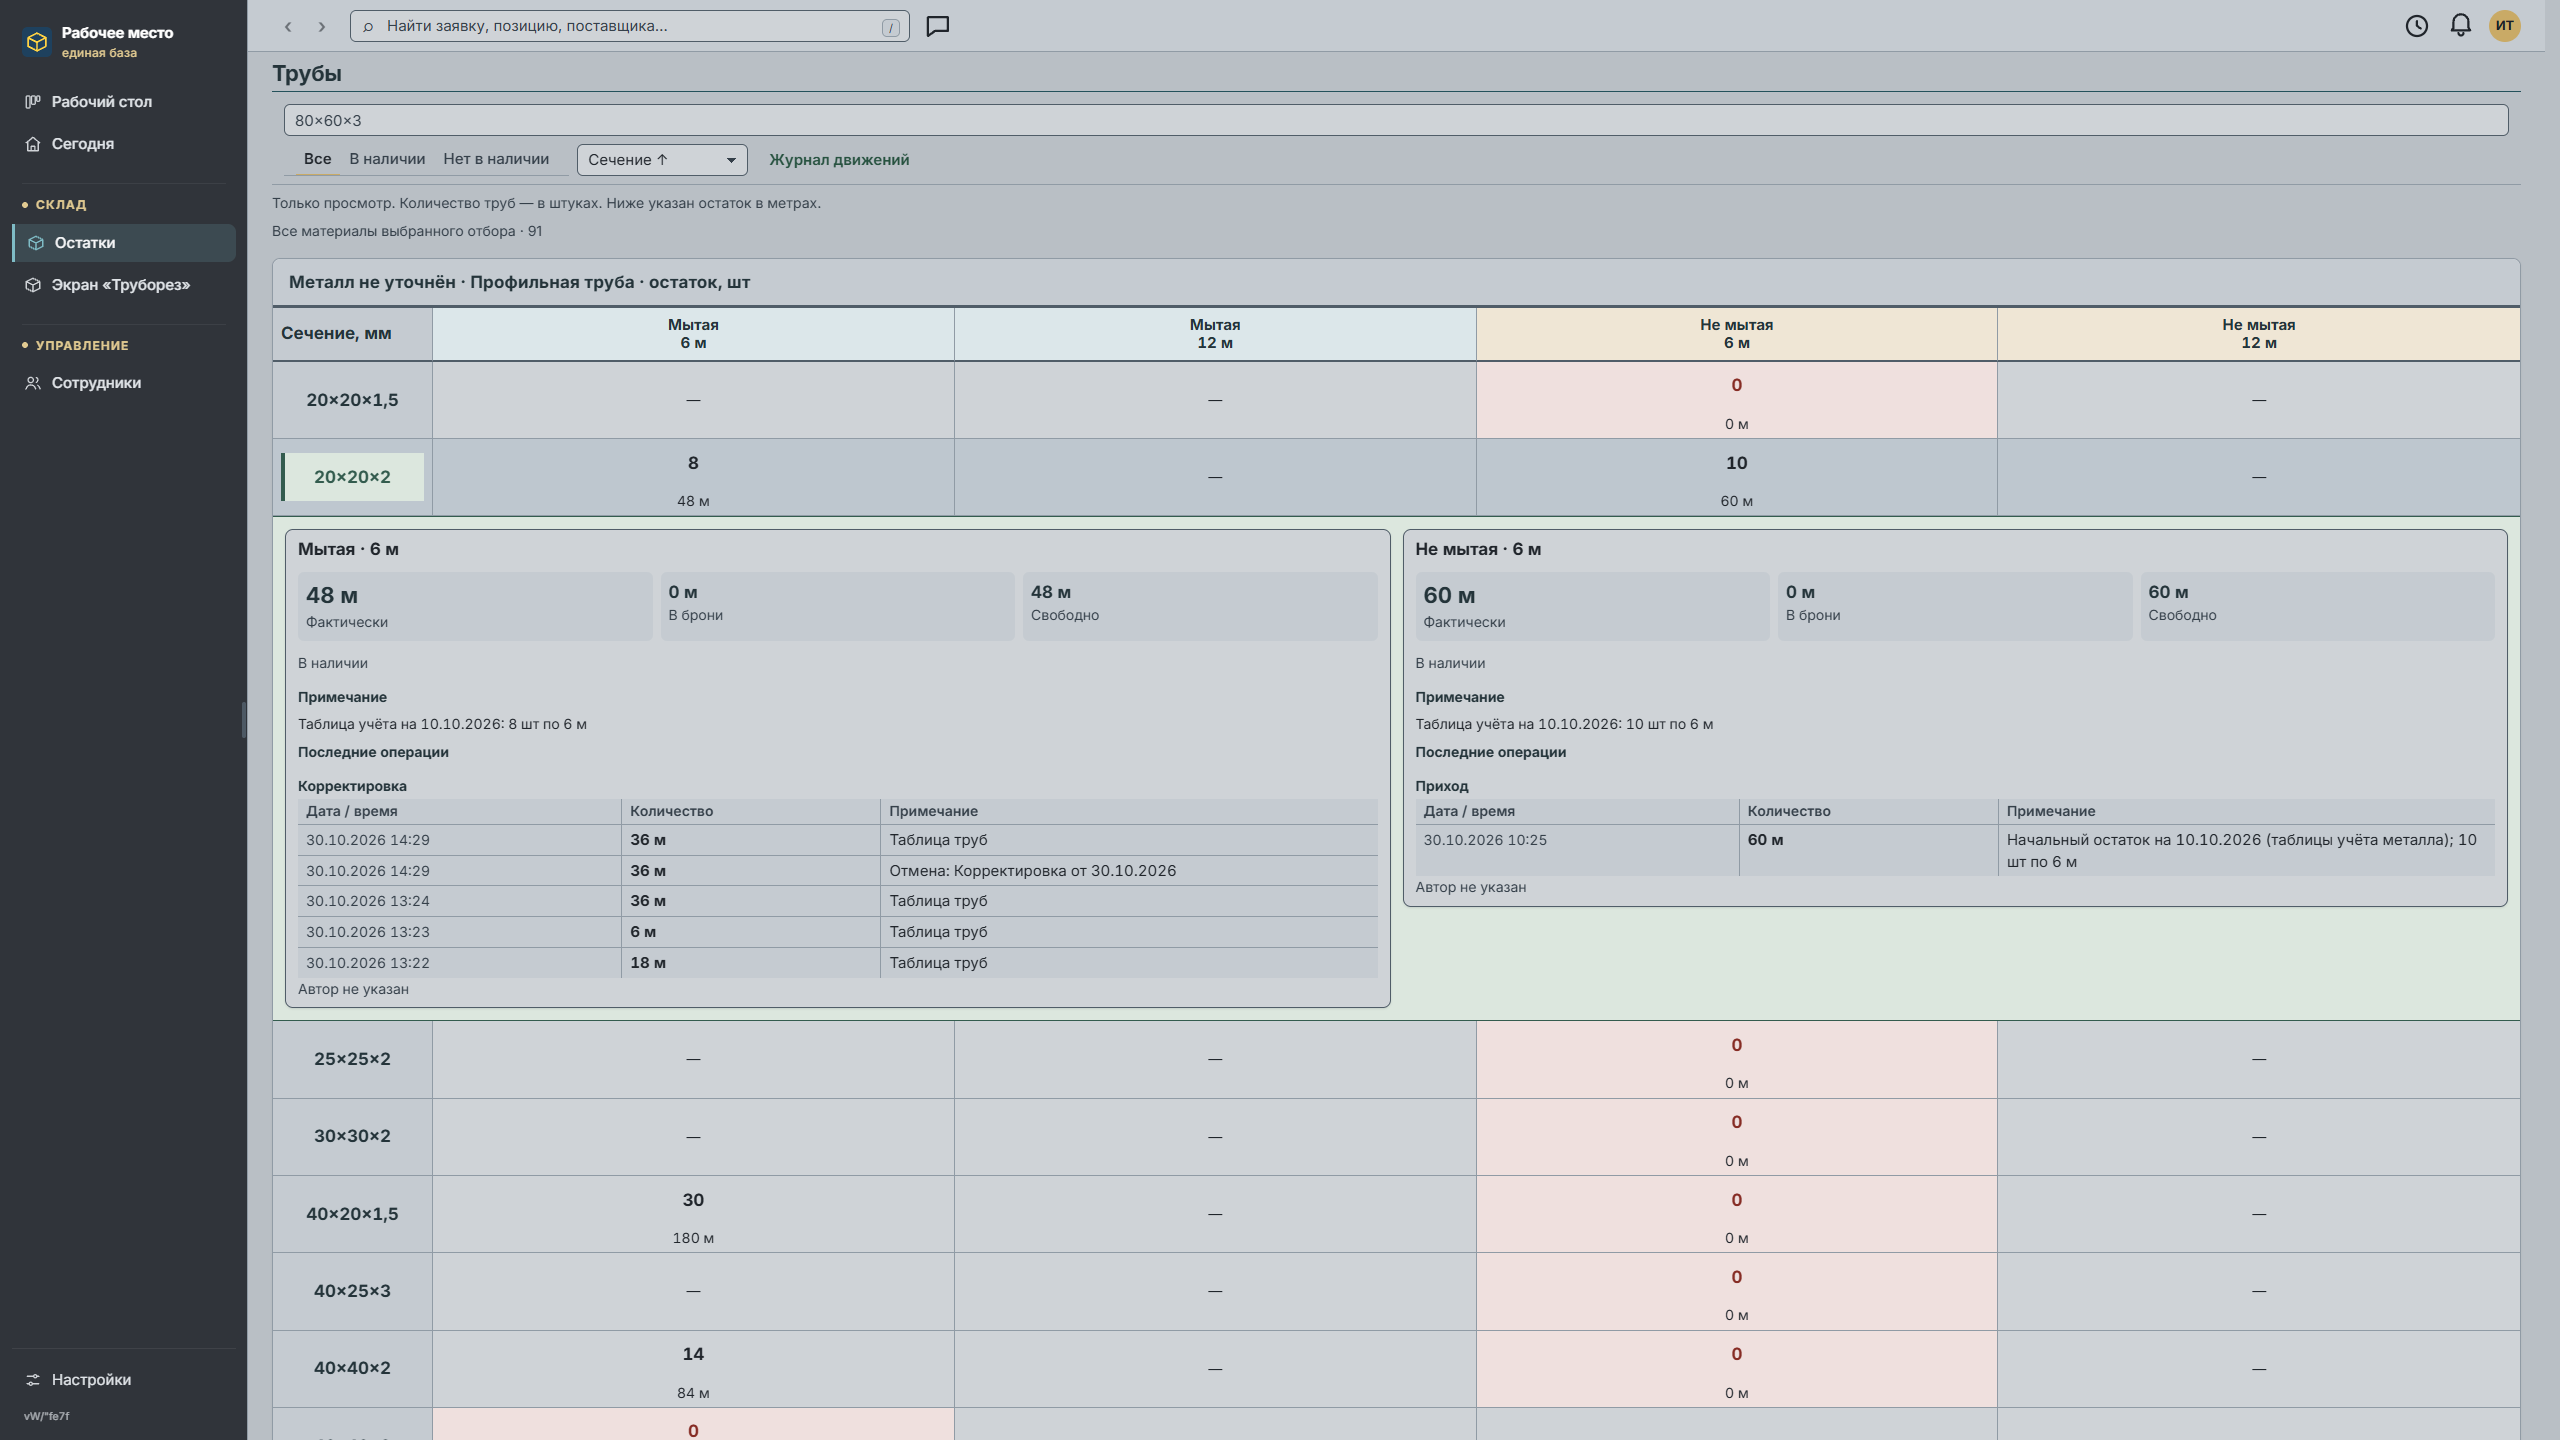 Рабочее место
единая база
Рабочий стол
Сегодня
СКЛАД
Остатки
Экран «Труборез»
УПРАВЛЕНИЕ
Сотрудники
Настройки
vW/"fe7f
Найти заявку, позицию, поставщика...
/
ИТ
Трубы
80×60×3
Все В наличии Нет в наличии Сечение ↑ Журнал движений
Только просмотр. Количество труб — в штуках. Ниже указан остаток в метрах.
Все материалы выбранного отбора · 91
Металл не уточнён · Профильная труба · остаток, шт
Сечение, мм
Мытая
6 м
Мытая
12 м
Не мытая
6 м
Не мытая
12 м
20×20×1,5 — — 0 —
0 м
20×20×2 8 — 10 —
48 м 60 м
Мытая · 6 м
48 м
Фактически
0 м
В брони
48 м
Свободно
В наличии
Примечание
Таблица учёта на 10.10.2026: 8 шт по 6 м
Последние операции
Корректировка
Дата / время Количество Примечание
30.10.2026 14:29 36 м Таблица труб
30.10.2026 14:29 36 м Отмена: Корректировка от 30.10.2026
30.10.2026 13:24 36 м Таблица труб
30.10.2026 13:23 6 м Таблица труб
30.10.2026 13:22 18 м Таблица труб
Автор не указан
Не мытая · 6 м
60 м
Фактически
0 м
В брони
60 м
Свободно
В наличии
Примечание
Таблица учёта на 10.10.2026: 10 шт по 6 м
Последние операции
Приход
Дата / время Количество Примечание
30.10.2026 10:25 60 м Начальный остаток на 10.10.2026 (таблицы учёта металла); 10
шт по 6 м
Автор не указан
25×25×2 — — 0 —
0 м
30×30×2 — — 0 —
0 м
40×20×1,5 30 — 0 —
180 м 0 м
40×25×3 — — 0 —
0 м
40×40×2 14 — 0 —
84 м 0 м
0